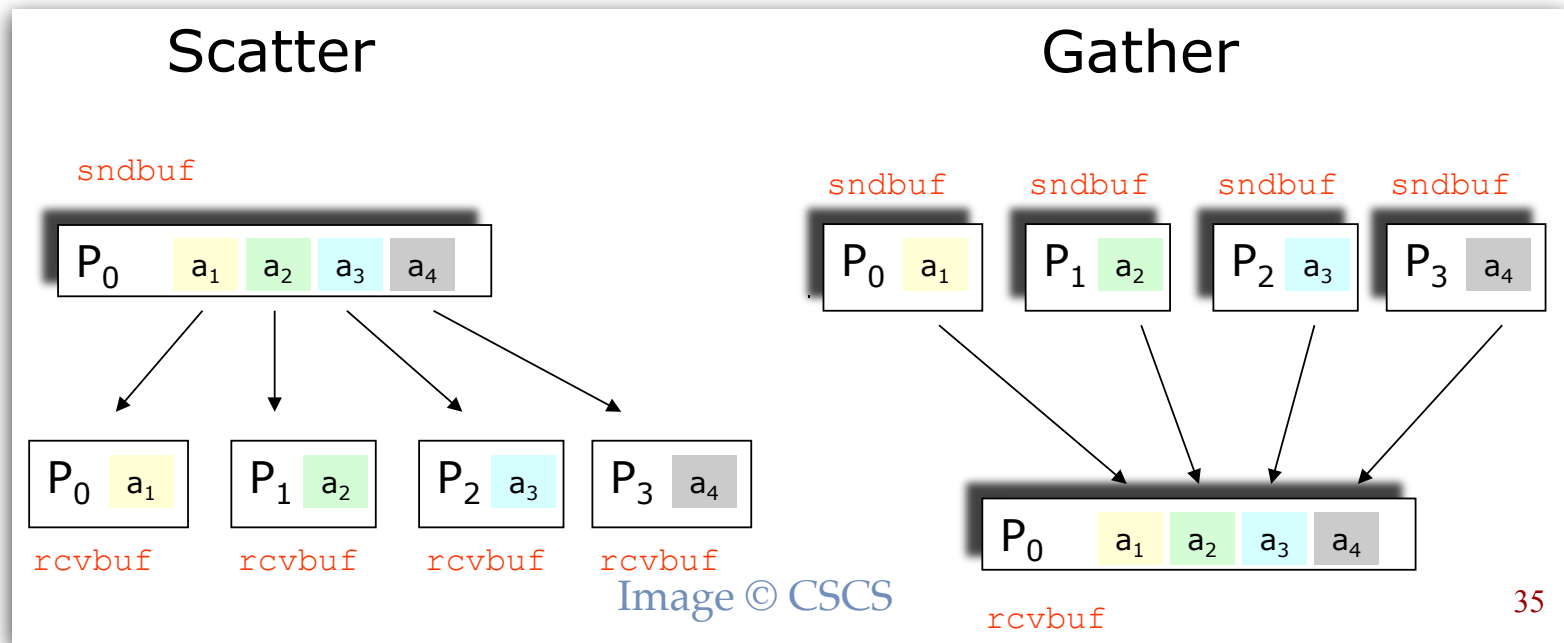 Scatter
sndbuf
P₀ a₁ a₂ a₃ a₄
P₀ a₁ P₁ a₂ P₂ a₃ P₃ a₄
rcvbuf rcvbuf rcvbuf rcvbuf
Gather
sndbuf sndbuf sndbuf sndbuf
P₀ a₁ P₁ a₂ P₂ a₃ P₃ a₄
P₀ a₁ a₂ a₃ a₄
rcvbuf
Image © CSCS
35